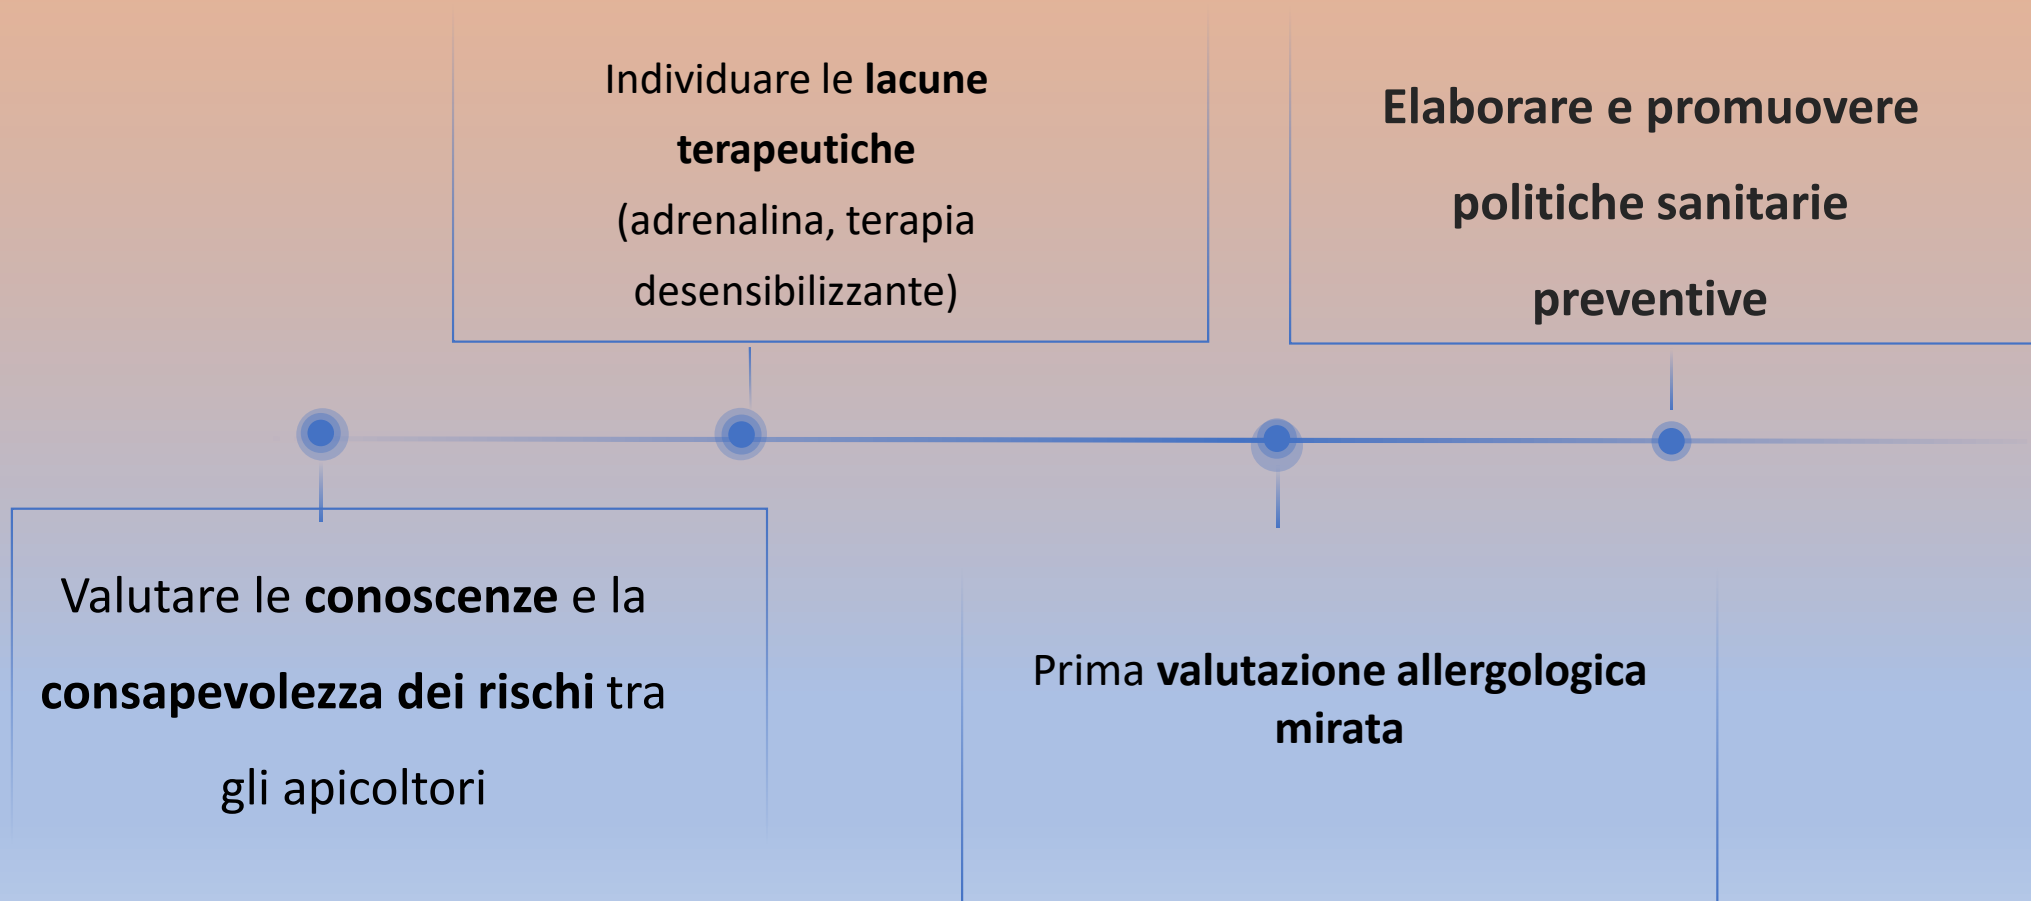 Individuare le lacune
terapeutiche
(adrenalina, terapia
desensibilizzante)
Elaborare e promuovere
politiche sanitarie
preventive
Valutare le conoscenze e la
consapevolezza dei rischi tra
gli apicoltori
Prima valutazione allergologica
mirata